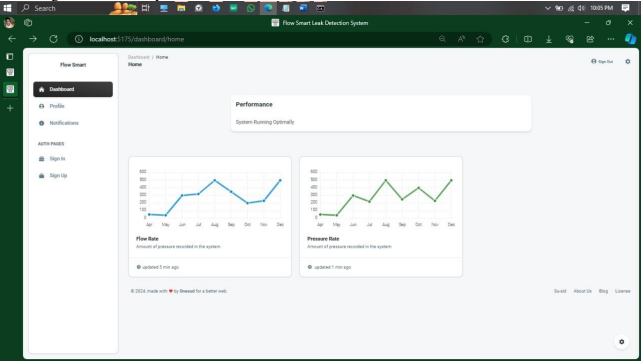 Search
10:05 PM
Flow Smart Leak Detection System
localhost:5175/dashboard/home
Flow Smart
Dashboard / Home
Home
Sign Out
Dashboard
Profile
Notifications
AUTH PAGES
Sign In
Sign Up
Performance
System Running Optimally
600
500
400
300
200
100
0
Apr May Jun Jul Aug Sep Oct Nov Dec
Flow Rate
Amount of pressure recorded in the system
updated 5 min ago
600
500
400
300
200
100
0
Apr May Jun Jul Aug Sep Oct Nov Dec
Pressure Rate
Amount of pressure recorded in the system
updated 1 min ago
© 2024, made with ♥ by for a better web.
About Us Blog License